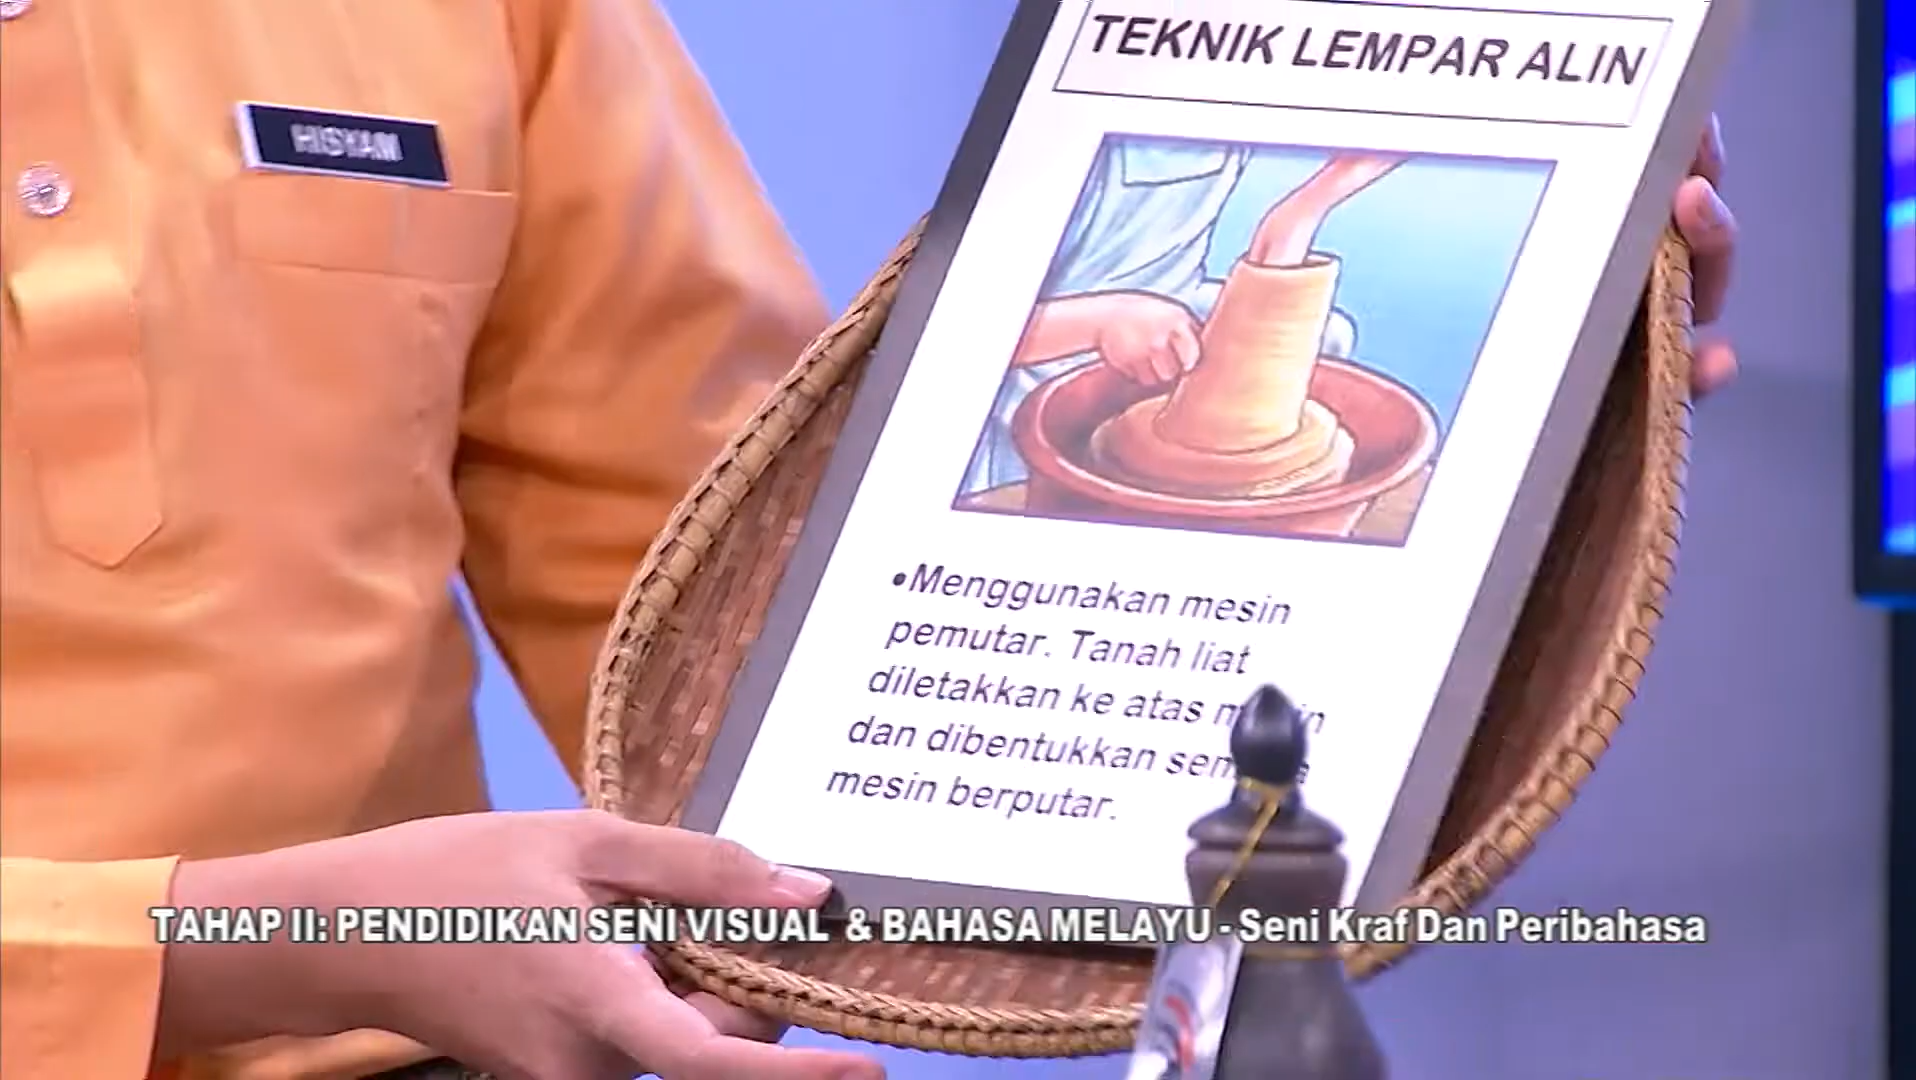 TEKNIK LEMPAR ALIN
HISYAM
•Menggunakan mesin
pemutar. Tanah liat
diletakkan ke atas
dan dibentukkan
mesin berputar.
TAHAP II: PENDIDIKAN SENI VISUAL & BAHASA MELAYU - Seni Kraf Dan Peribahasa